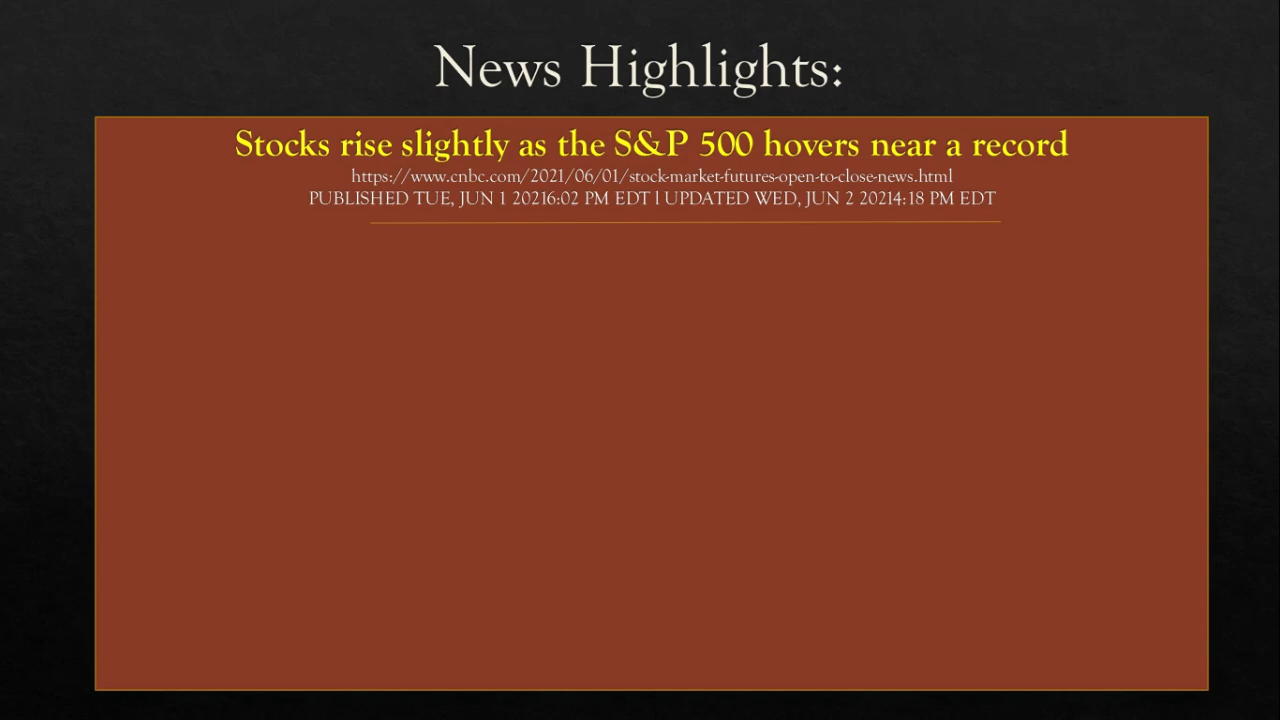 News Highlights:
Stocks rise slightly as the S&P 500 hovers near a record
https://www.cnbc.com/2021/06/01/stock-market-futures-open-to-close-news.html
PUBLISHED TUE, JUN 1 20216:02 PM EDT l UPDATED WED, JUN 2 20214:18 PM EDT